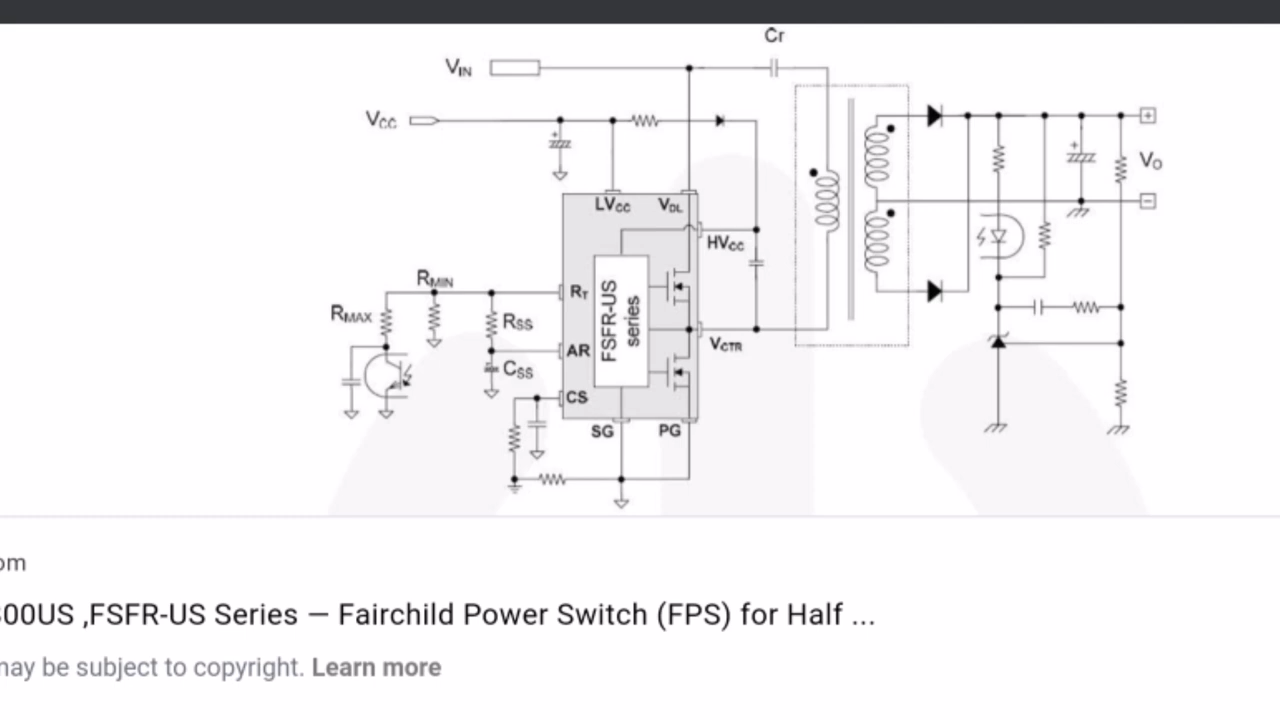 Cr
VIN
VCC
LVCC VDL
HVCC
VO
+
−
RMIN
RMAX
RT
RSS
FSFR-US
series
AR
VCTR
CSS
CS
SG PG
om
00US ,FSFR-US Series — Fairchild Power Switch (FPS) for Half ...
may be subject to copyright. Learn more